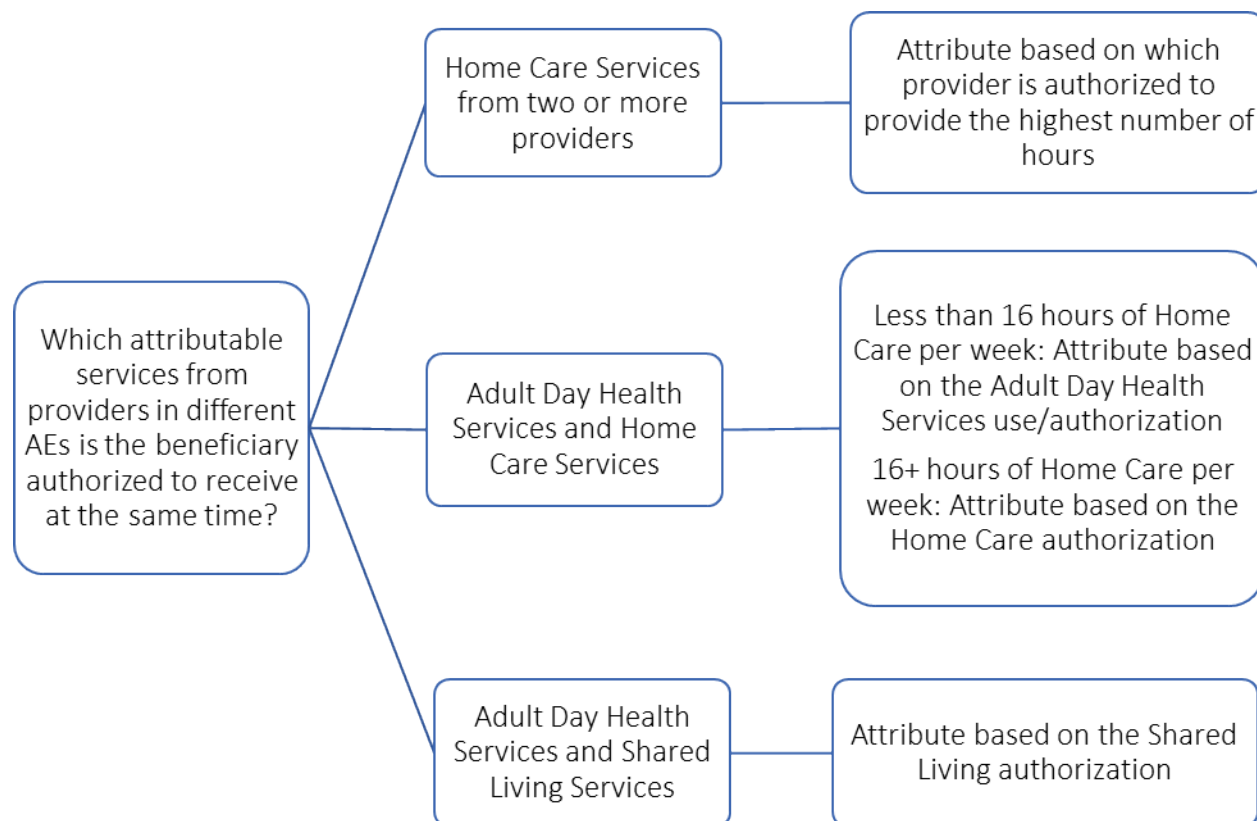 Which attributable
services from
providers in different
AEs is the beneficiary
authorized to receive
at the same time?
Home Care Services
from two or more
providers
Attribute based on which
provider is authorized to
provide the highest number of
hours
Adult Day Health
Services and Home
Care Services
Less than 16 hours of Home
Care per week: Attribute based
on the Adult Day Health
Services use/authorization
16+ hours of Home Care per
week: Attribute based on the
Home Care authorization
Adult Day Health
Services and Shared
Living Services
Attribute based on the Shared
Living authorization